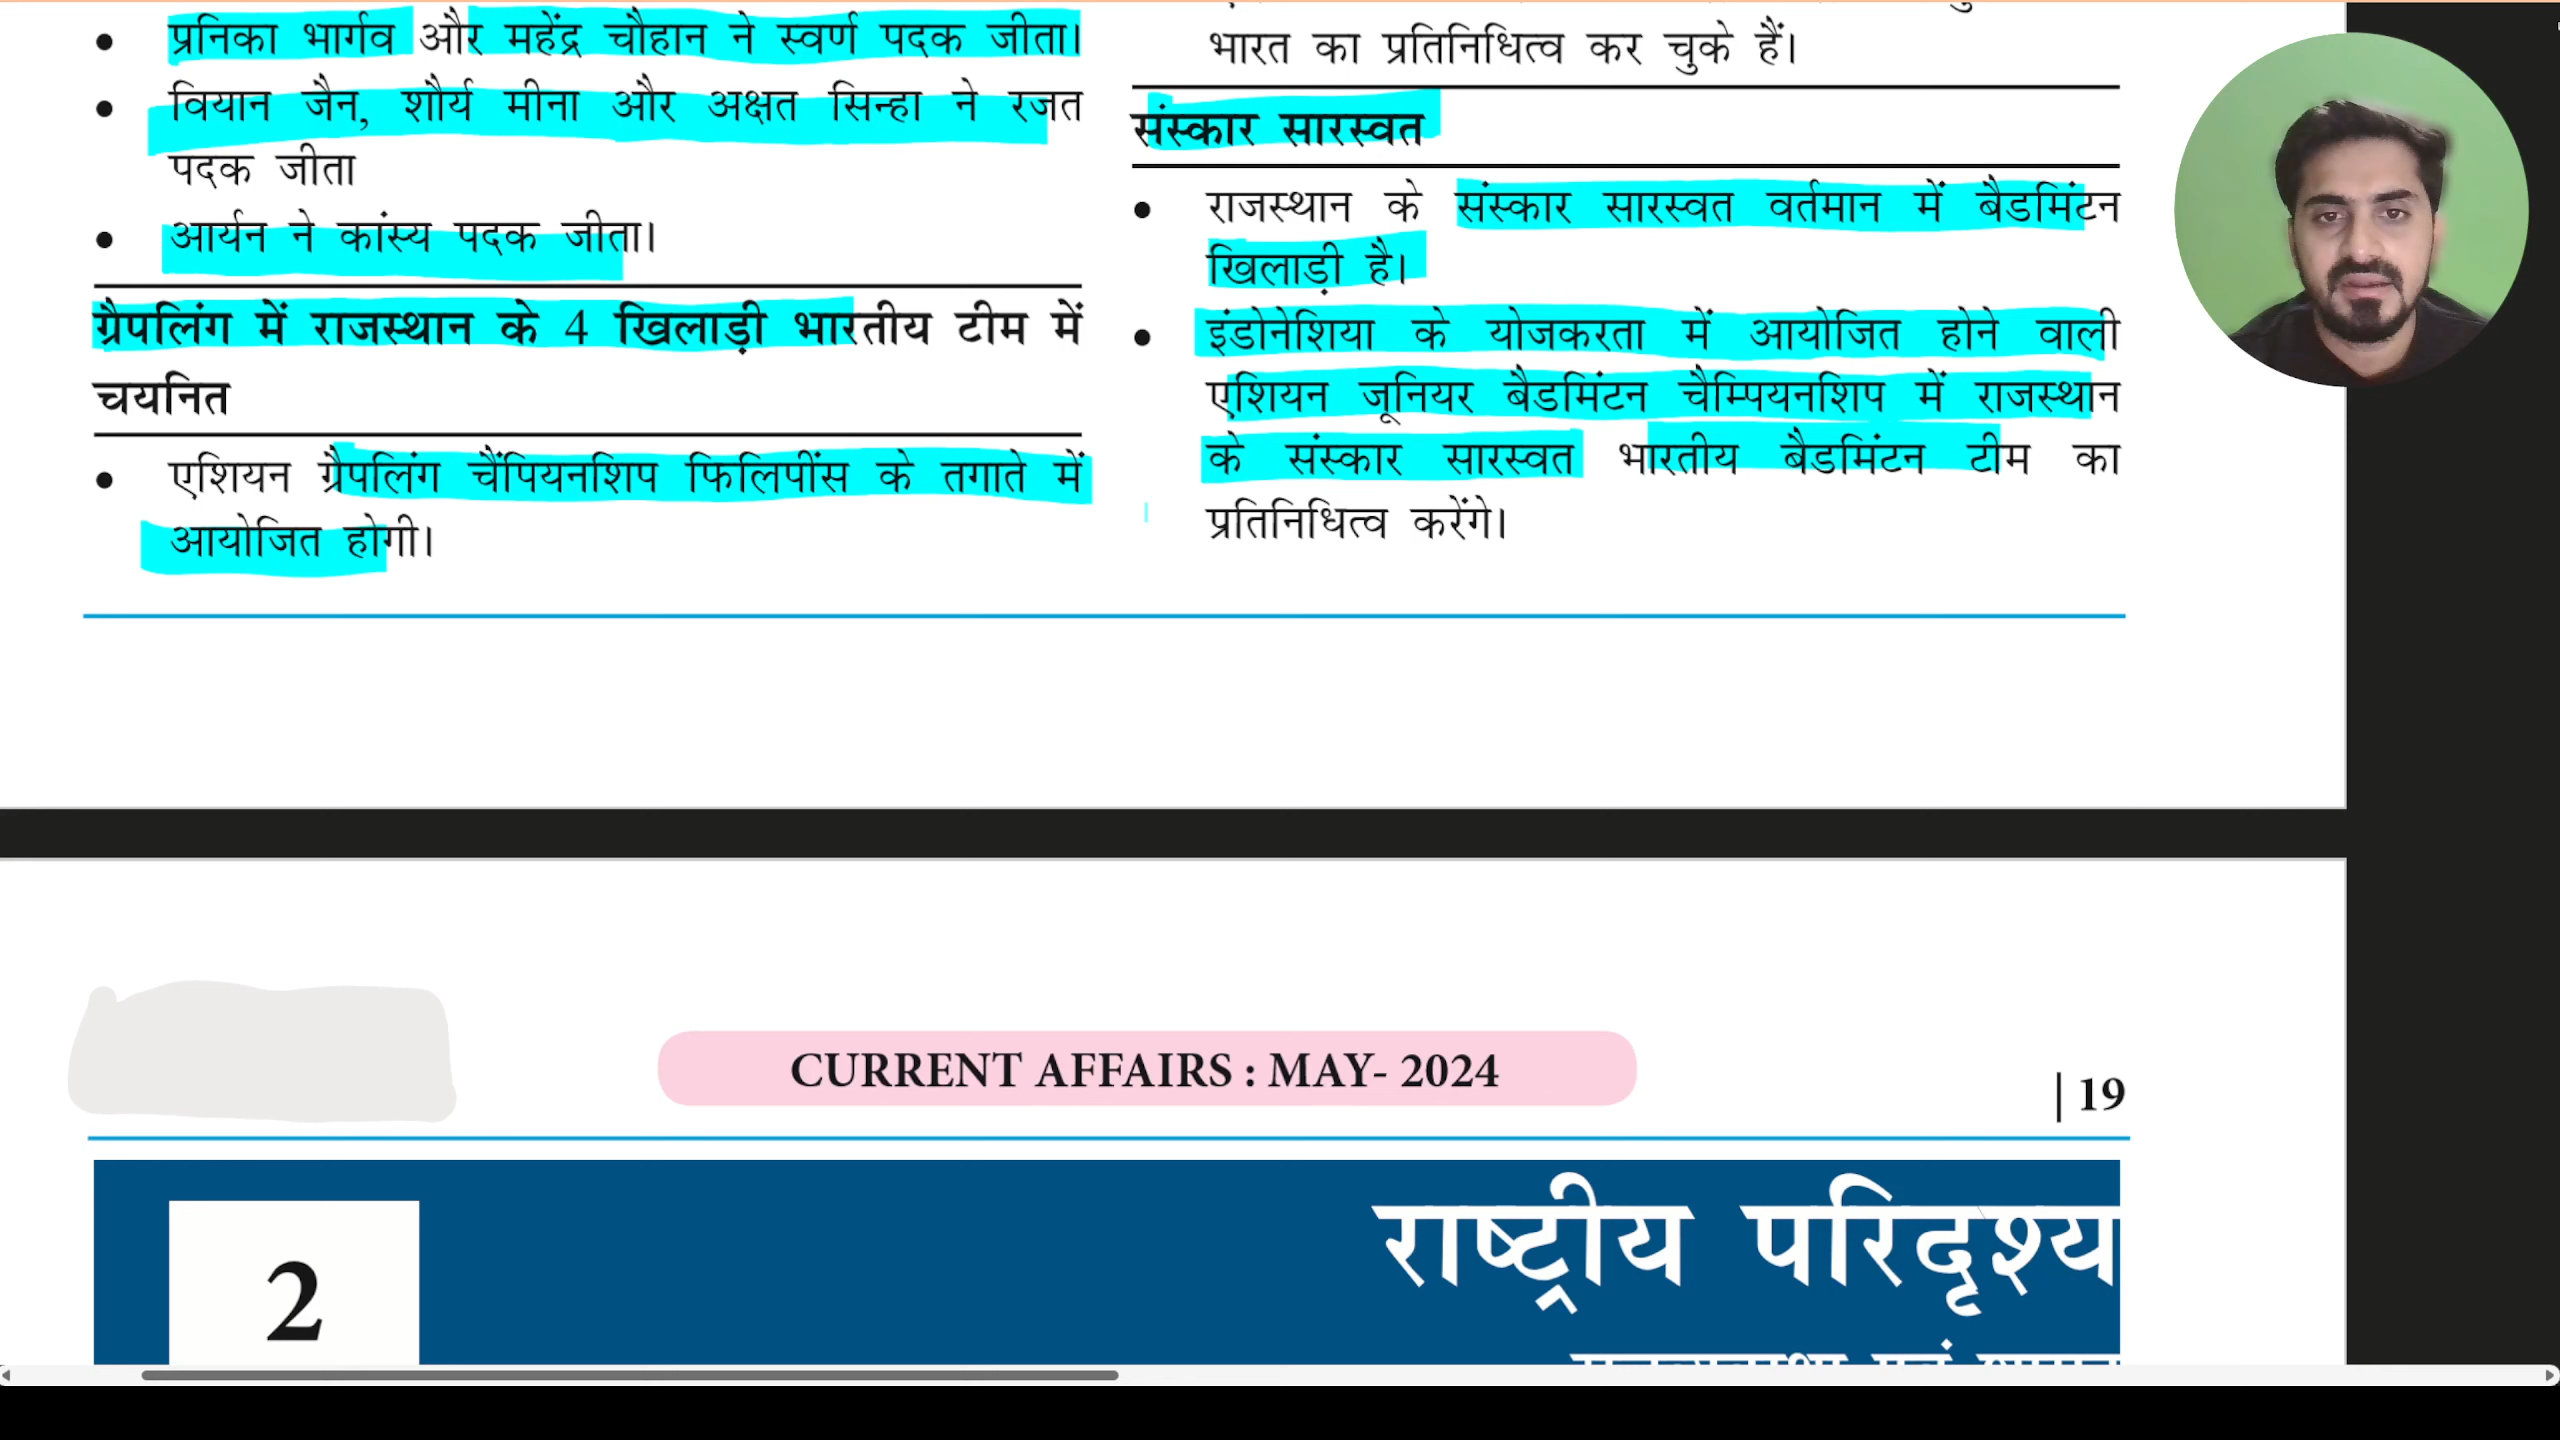 प्रनिका भार्गव और महेंद्र चौहान ने स्वर्ण पदक जीता।
वियान जैन, शौर्य मीना और अक्षत सिन्हा ने रजत
पदक जीता
आर्यन ने कांस्य पदक जीता।
ग्रैपलिंग में राजस्थान के 4 खिलाड़ी भारतीय टीम में
चयनित
एशियन ग्रैपलिंग चैंपियनशिप फिलिपींस के तगाते में
आयोजित होगी।
भारत का प्रतिनिधित्व कर चुके हैं।
संस्कार सारस्वत
राजस्थान के संस्कार सारस्वत वर्तमान में बैडमिंटन
खिलाड़ी है।
इंडोनेशिया के योजकरता में आयोजित होने वाली
एशियन जूनियर बैडमिंटन चैम्पियनशिप में राजस्थान
के संस्कार सारस्वत भारतीय बैडमिंटन टीम का
प्रतिनिधित्व करेंगे।
CURRENT AFFAIRS : MAY- 2024
| 19
2
राष्ट्रीय परिदृश्य